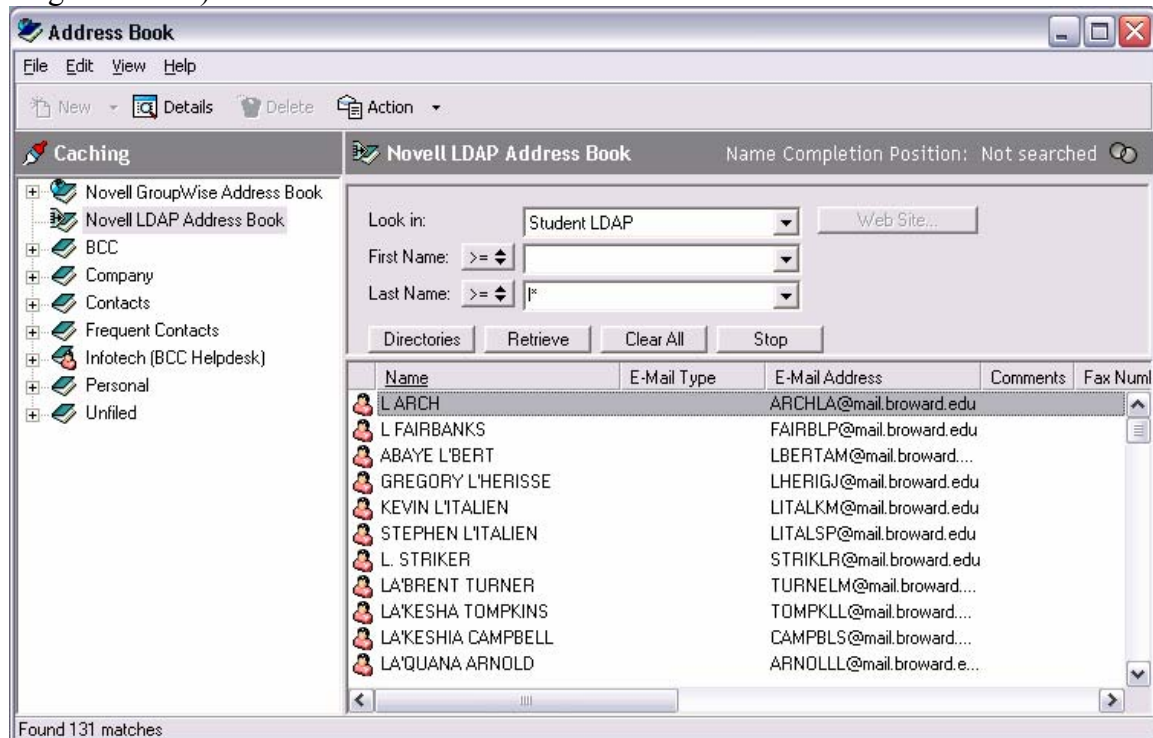 Address Book
File Edit View Help
New Details Delete Action
Caching
Novell LDAP Address Book Name Completion Position: Not searched
Novell GroupWise Address Book
Novell LDAP Address Book
BCC
Company
Contacts
Frequent Contacts
Infotech (BCC Helpdesk)
Personal
Unfiled
Look in: Student LDAP Web Site...
First Name: >=
Last Name: >= l*
Directories Retrieve Clear All Stop
Name E-Mail Type E-Mail Address Comments Fax Numl
L ARCH ARCHLA@mail.broward.edu
L FAIRBANKS FAIRBLP@mail.broward.edu
ABAYE L'BERT LBERTAM@mail.broward....
GREGORY L'HERISSE LHERIGJ@mail.broward.edu
KEVIN L'ITALIEN LITALKM@mail.broward.edu
STEPHEN L'ITALIEN LITALSP@mail.broward.edu
L. STRIKER STRIKLR@mail.broward.edu
LA'BRENT TURNER TURNELM@mail.broward....
LA'KESHA TOMPKINS TOMPKLL@mail.broward....
LA'KESHIA CAMPBELL CAMPBLS@mail.broward....
LA'QUANA ARNOLD ARNOLLL@mail.broward.e...
Found 131 matches